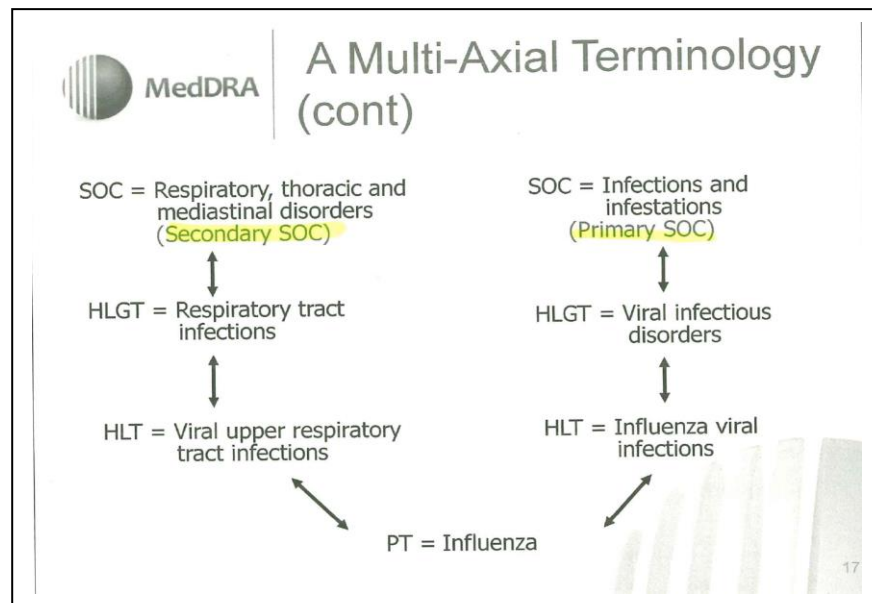 MedDRA
A Multi-Axial Terminology
(cont)
SOC = Respiratory, thoracic and
mediastinal disorders
(Secondary SOC)
HLGT = Respiratory tract
infections
HLT = Viral upper respiratory
tract infections
SOC = Infections and
infestations
(Primary SOC)
HLGT = Viral infectious
disorders
HLT = Influenza viral
infections
PT = Influenza
17